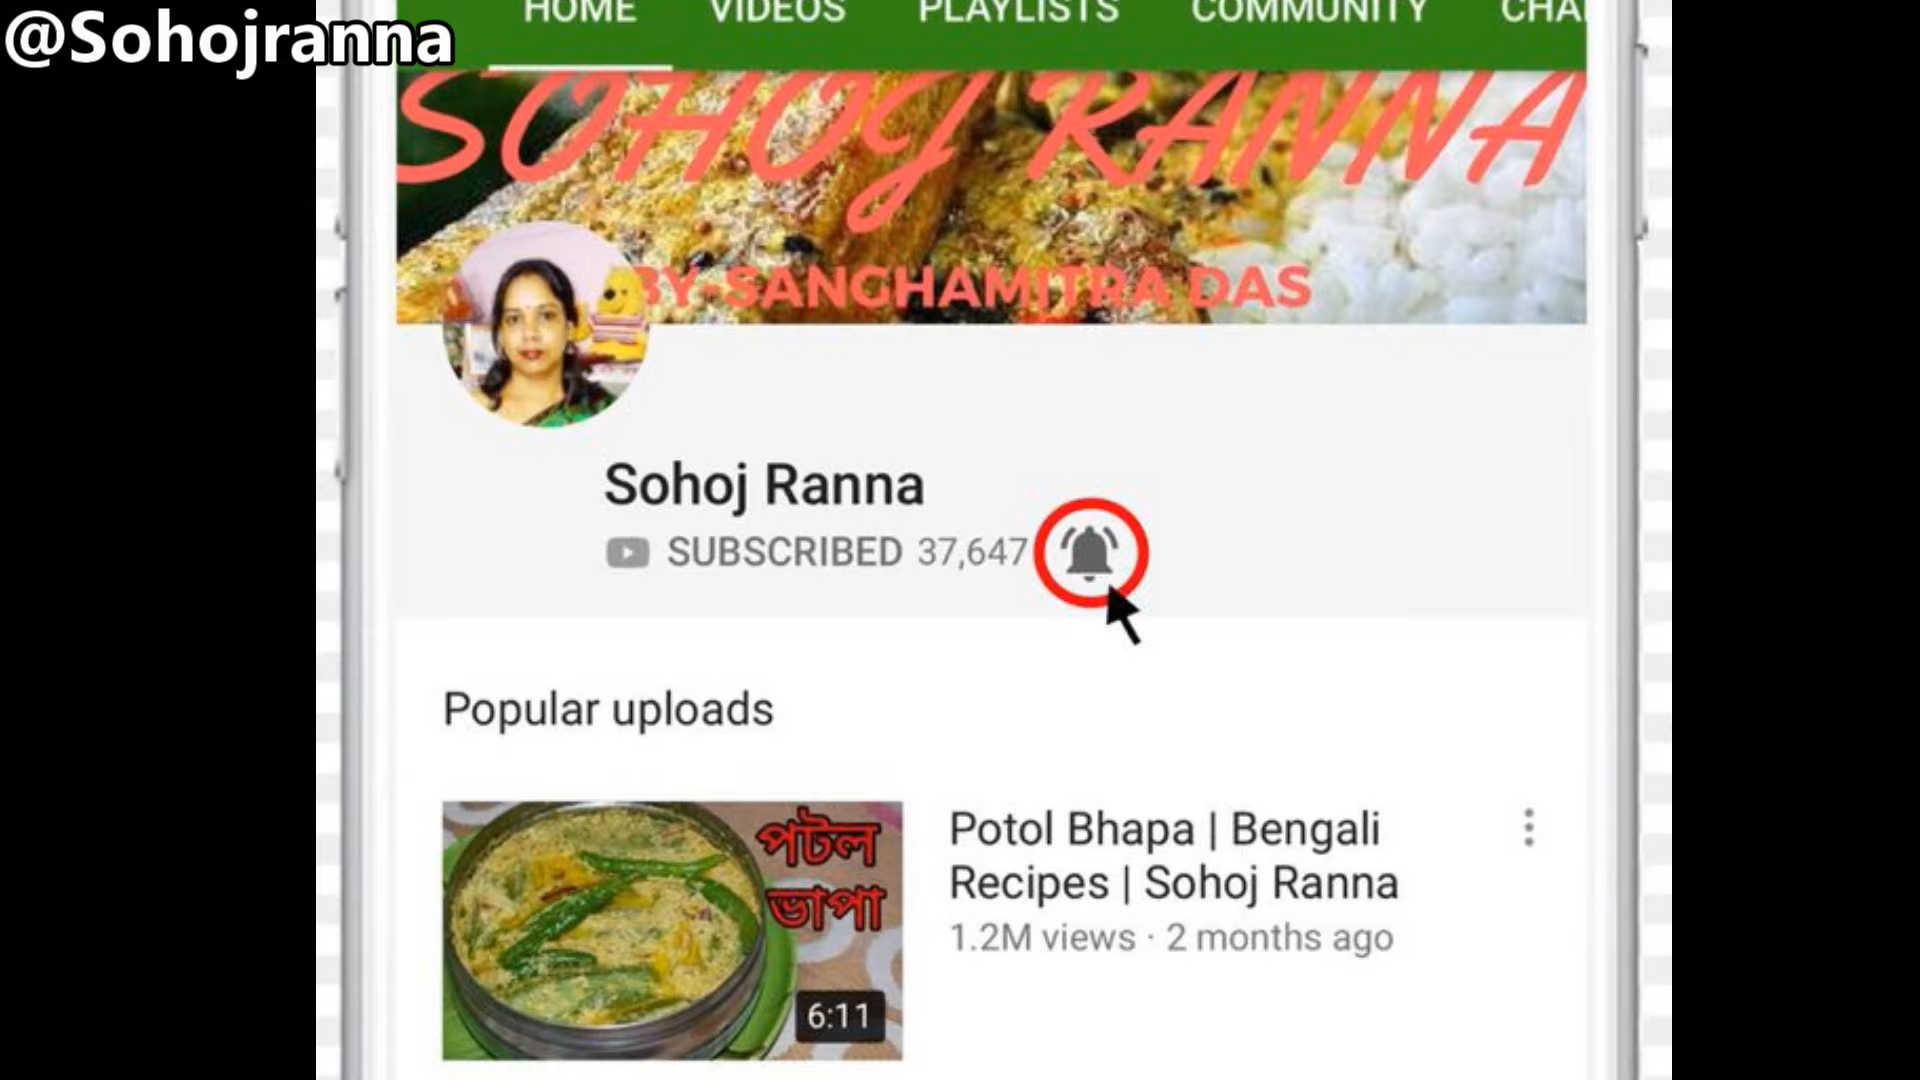 @Sohojranna
HOME VIDEOS PLAYLISTS COMMUNITY
SOHOJ RANNA
BY-SANGHAMITRA DAS
Sohoj Ranna
SUBSCRIBED 37,647
Popular uploads
পটল
ভাপা
6:11
Potol Bhapa | Bengali
Recipes | Sohoj Ranna
1.2M views · 2 months ago